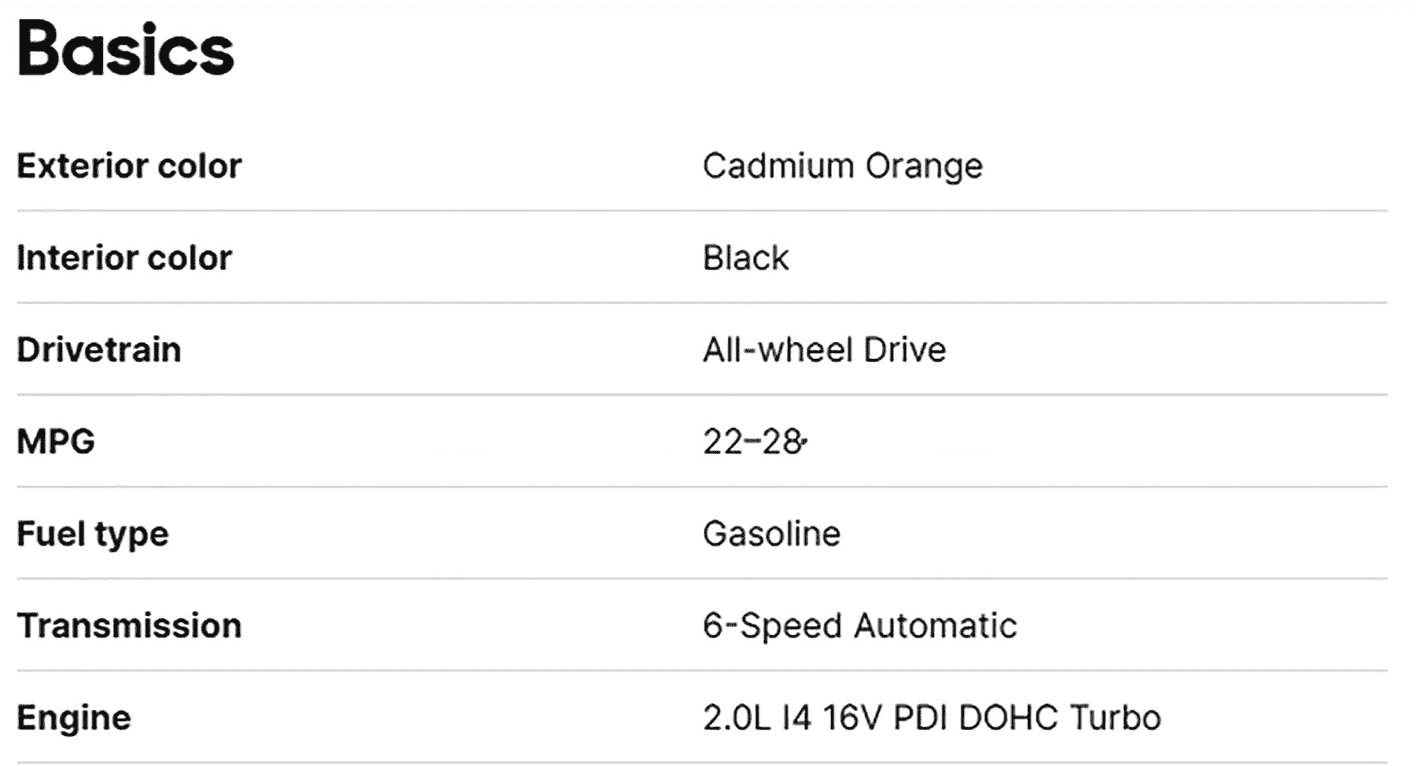 Basics
Exterior color Cadmium Orange
Interior color Black
Drivetrain All-wheel Drive
MPG 22–28
Fuel type Gasoline
Transmission 6-Speed Automatic
Engine 2.0L I4 16V PDI DOHC Turbo